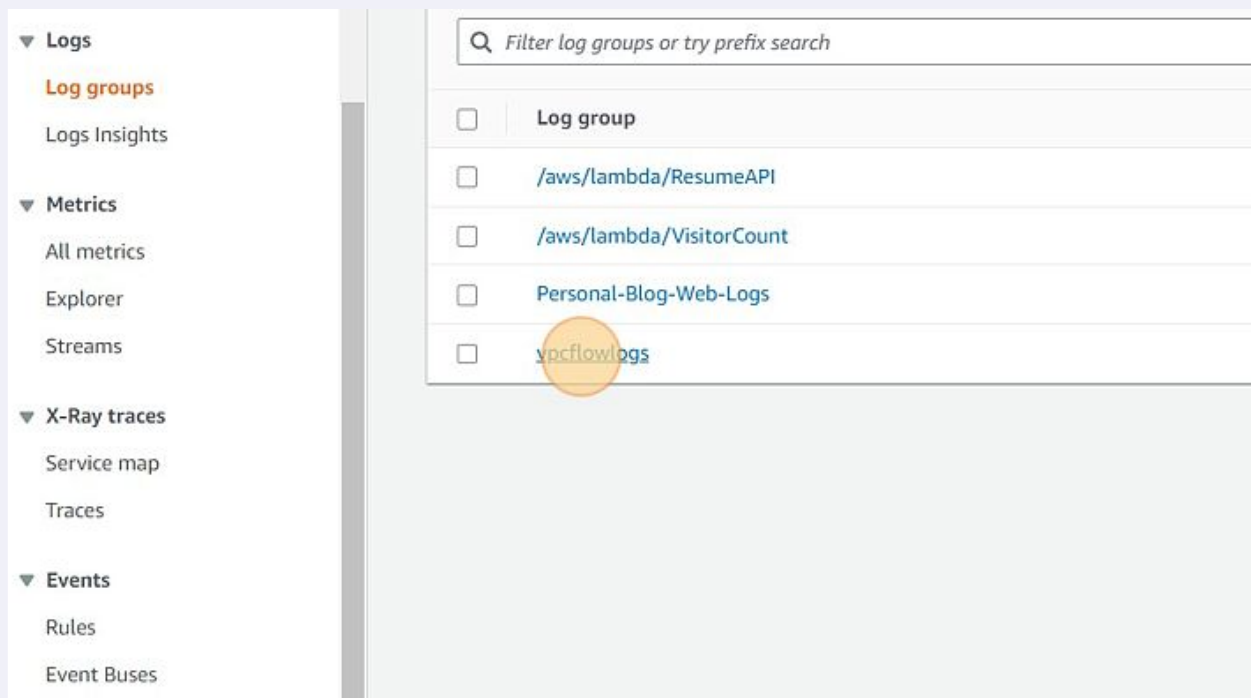 Logs
Log groups
Logs Insights
Metrics
All metrics
Explorer
Streams
X-Ray traces
Service map
Traces
Events
Rules
Event Buses
Filter log groups or try prefix search
Log group
/aws/lambda/ResumeAPI
/aws/lambda/VisitorCount
Personal-Blog-Web-Logs
vpcflowlogs